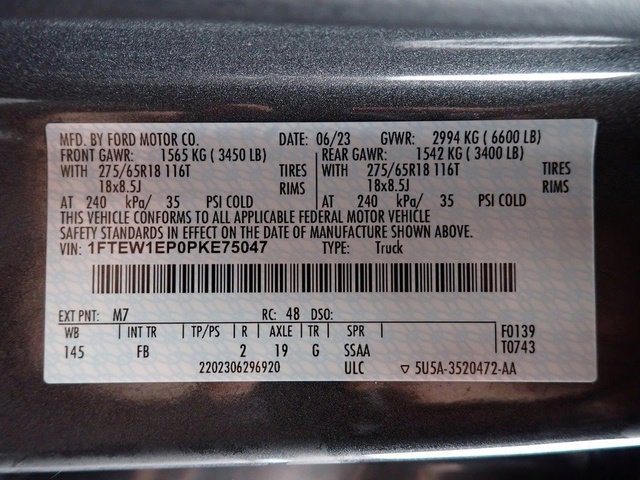 MFD. BY FORD MOTOR CO. DATE: 06/23 GVWR: 2994 KG ( 6600 LB)
FRONT GAWR: 1565 KG ( 3450 LB) REAR GAWR: 1542 KG ( 3400 LB)
WITH 275/65R18 116T TIRES WITH 275/65R18 116T TIRES
18x8.5J RIMS 18x8.5J RIMS
AT 240 kPa/ 35 PSI COLD AT 240 kPa/ 35 PSI COLD
THIS VEHICLE CONFORMS TO ALL APPLICABLE FEDERAL MOTOR VEHICLE
SAFETY STANDARDS IN EFFECT ON THE DATE OF MANUFACTURE SHOWN ABOVE.
VIN: 1FTEW1EP0PKE75047 TYPE: Truck
EXT PNT: M7 RC: 48 DSO:
WB INT TR TP/PS R AXLE TR SPR F0139
145 FB 2 19 G SSAA T0743
2202306296920 ULC ▽ 5U5A-3520472-AA